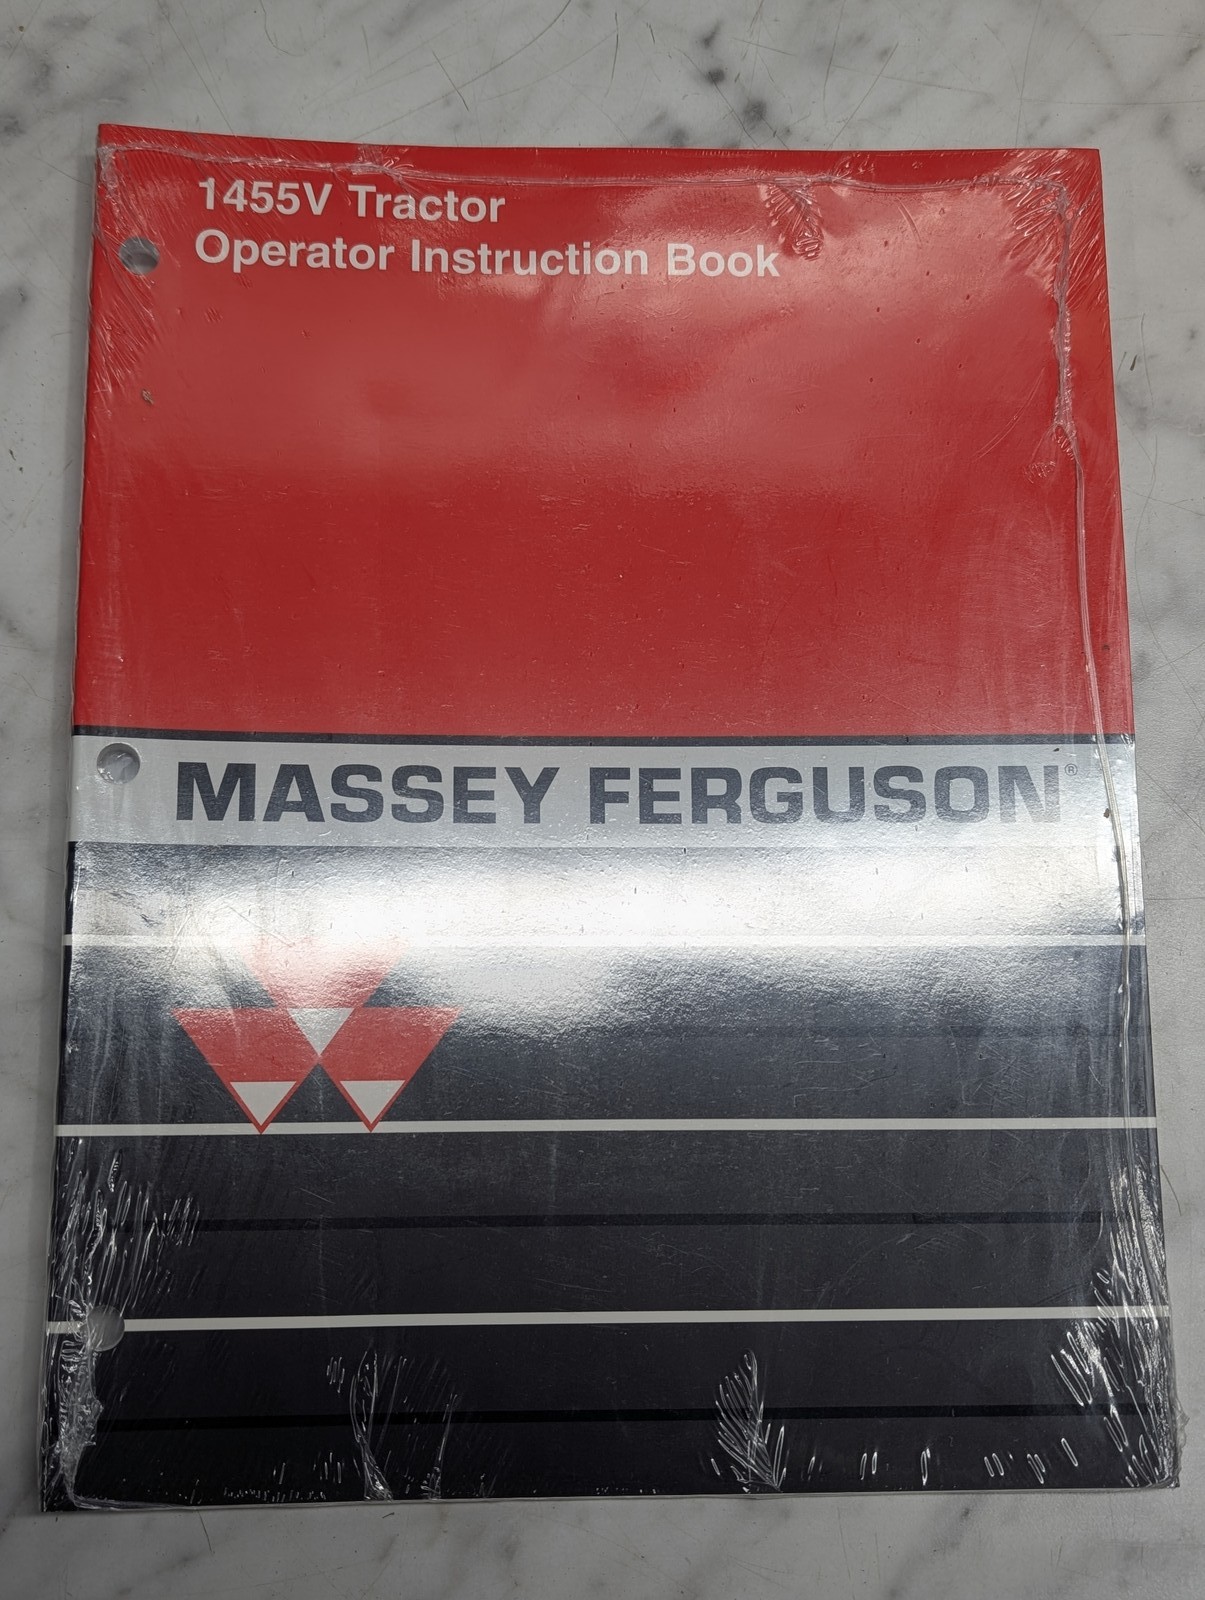 1455V Tractor
Operator Instruction Book
MASSEY FERGUSON®